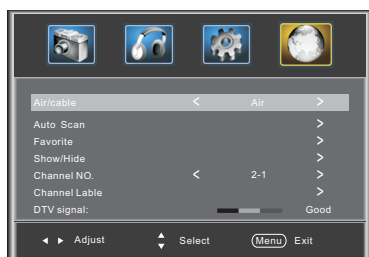 Air/cable < Air >
Auto Scan >
Favorite >
Show/Hide >
Channel NO. < 2-1 >
Channel Lable >
DTV signal: Good
Adjust Select Menu Exit